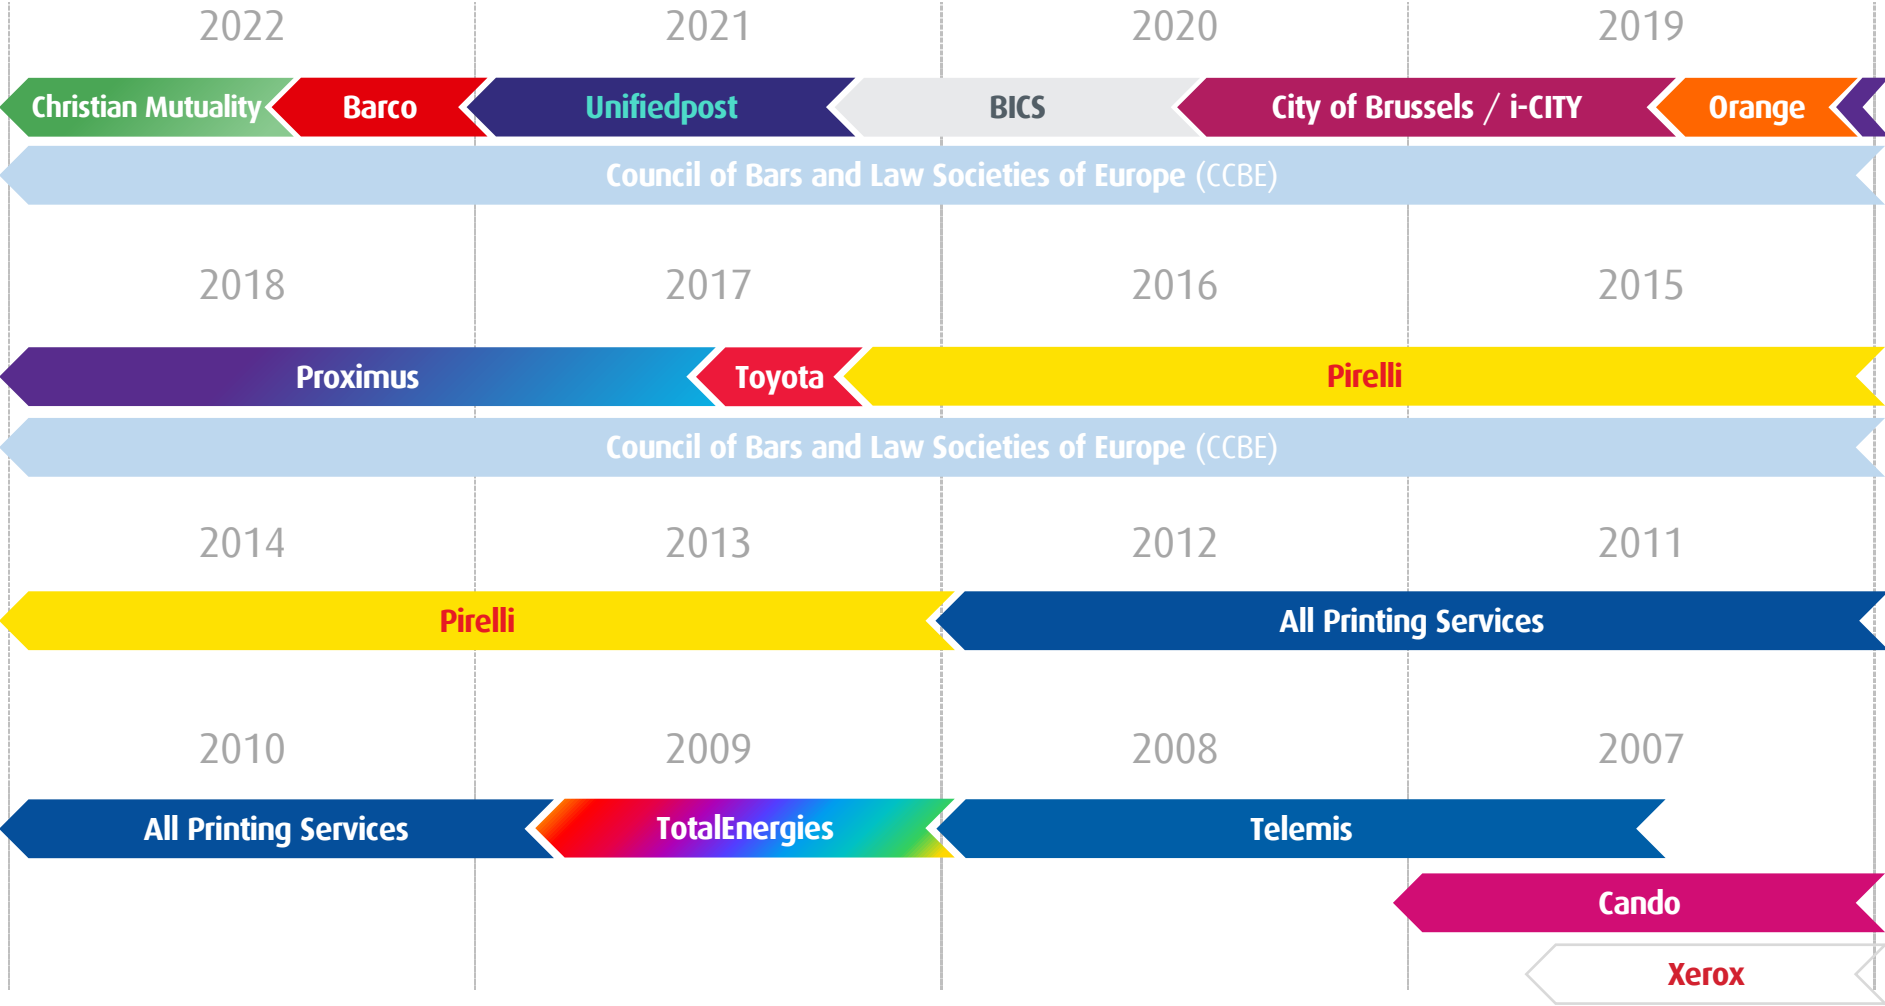 2022 2021 2020 2019
Christian Mutuality Barco Unifiedpost BICS City of Brussels / i-CITY Orange
Council of Bars and Law Societies of Europe (CCBE)
2018 2017 2016 2015
Proximus Toyota Pirelli
Council of Bars and Law Societies of Europe (CCBE)
2014 2013 2012 2011
Pirelli All Printing Services
2010 2009 2008 2007
All Printing Services TotalEnergies Telemis
Cando
Xerox